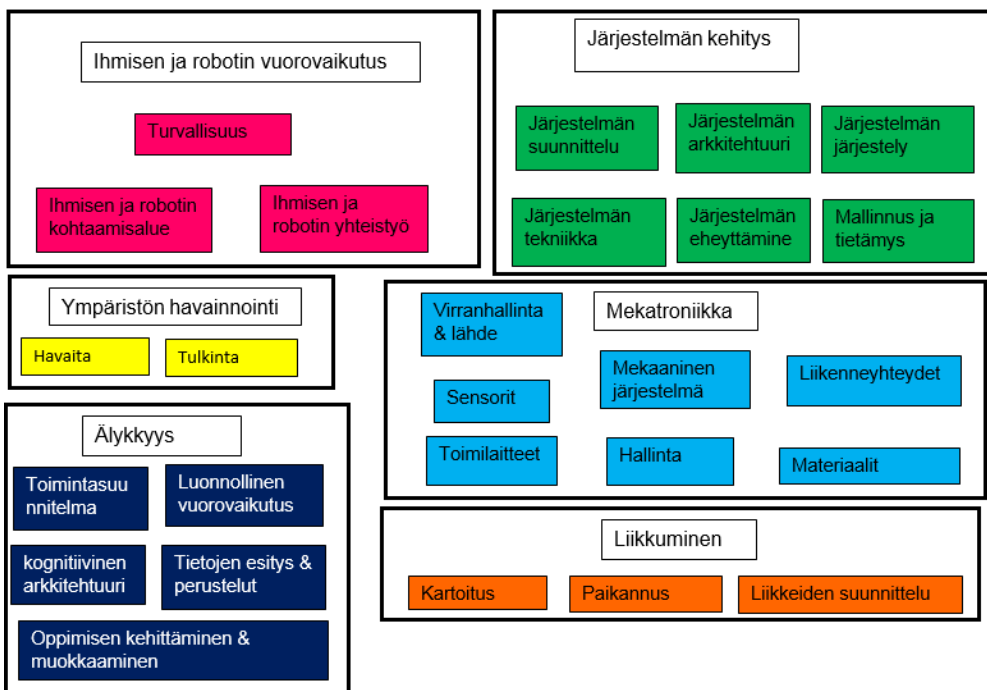 Ihmisen ja robotin vuorovaikutus
Turvallisuus
Ihmisen ja robotin
kohtaamisalue
Ihmisen ja
robotin yhteistyö
Järjestelmän kehitys
Järjestelmän
suunnittelu
Järjestelmän
arkkitehtuuri
Järjestelmän
järjestely
Järjestelmän
tekniikka
Järjestelmän
eheyttämine
Mallinnus ja
tietämys
Ympäristön havainnointi
Havaita
Tulkinta
Virranhallinta
& lähde
Mekatroniikka
Sensorit
Mekaaninen
järjestelmä
Liikenneyhteydet
Toimilaitteet
Hallinta
Materiaalit
Älykkyys
Toimintasuu
nnitelma
Luonnollinen
vuorovaikutus
kognitiivinen
arkkitehtuuri
Tietojen esitys &
perustelut
Oppimisen kehittäminen &
muokkaaminen
Liikkuminen
Kartoitus
Paikannus
Liikkeiden suunnittelu